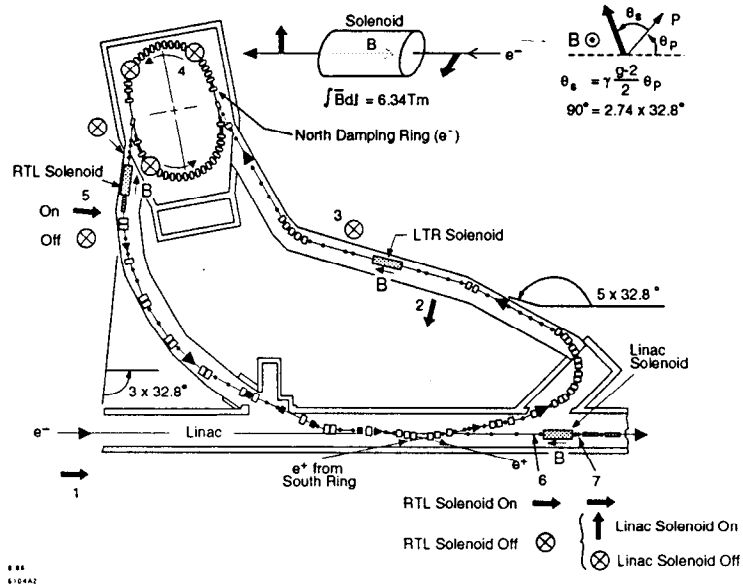 Solenoid
B
e⁻
∫B̅dl = 6.34Tm
B
θs
P
θP
θs = γ g-2/2 θP
90° = 2.74 x 32.8°
4
North Damping Ring (e⁻)
RTL Solenoid
5
On
Off
B
3
LTR Solenoid
B
2
5 x 32.8°
Linac
Solenoid
3 x 32.8°
e⁻
Linac
1
e⁺ from
South Ring
e⁺
6
B
7
RTL Solenoid On
RTL Solenoid Off
Linac Solenoid On
Linac Solenoid Off
6104A2